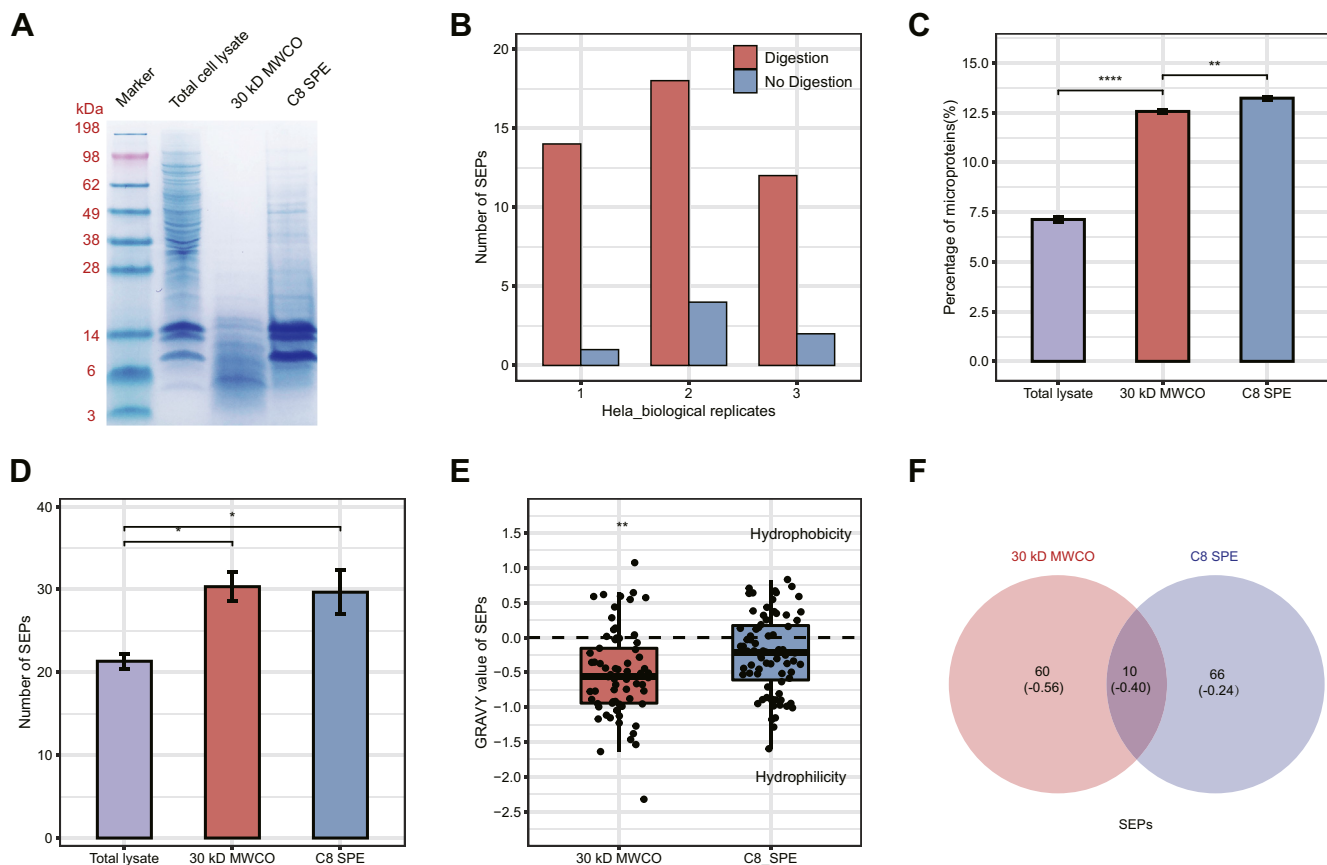 A
Marker
Total cell lysate
30 kD MWCO
C8 SPE
kDa
198
98
62
49
38
28
14
6
3
B
Number of SEPs
20
15
10
5
0
Digestion
No Digestion
1 2 3
Hela_biological replicates
C
Percentage of microproteins(%)
15.0
12.5
10.0
7.5
5.0
2.5
0.0
**
****
Total lysate 30 kD MWCO C8 SPE
D
Number of SEPs
40
30
20
10
0
*
*
Total lysate 30 kD MWCO C8 SPE
E
GRAVY value of SEPs
1.5
1.0
0.5
0.0
−0.5
−1.0
−1.5
−2.0
−2.5
**
Hydrophobicity
Hydrophilicity
30 kD MWCO C8_SPE
F
30 kD MWCO C8 SPE
60 10 66
(-0.56) (-0.40) (-0.24)
SEPs